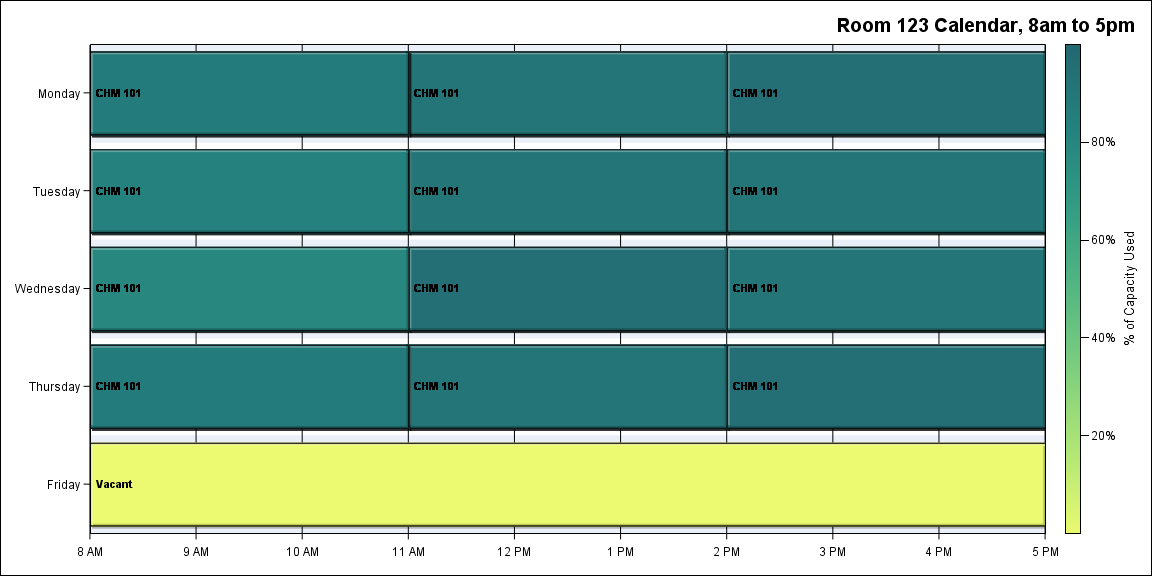 Room 123 Calendar, 8am to 5pm
Monday
CHM 101
CHM 101
CHM 101
Tuesday
CHM 101
CHM 101
CHM 101
Wednesday
CHM 101
CHM 101
CHM 101
Thursday
CHM 101
CHM 101
CHM 101
Friday
Vacant
8 AM
9 AM
10 AM
11 AM
12 PM
1 PM
2 PM
3 PM
4 PM
5 PM
80%
60%
40%
20%
% of Capacity Used